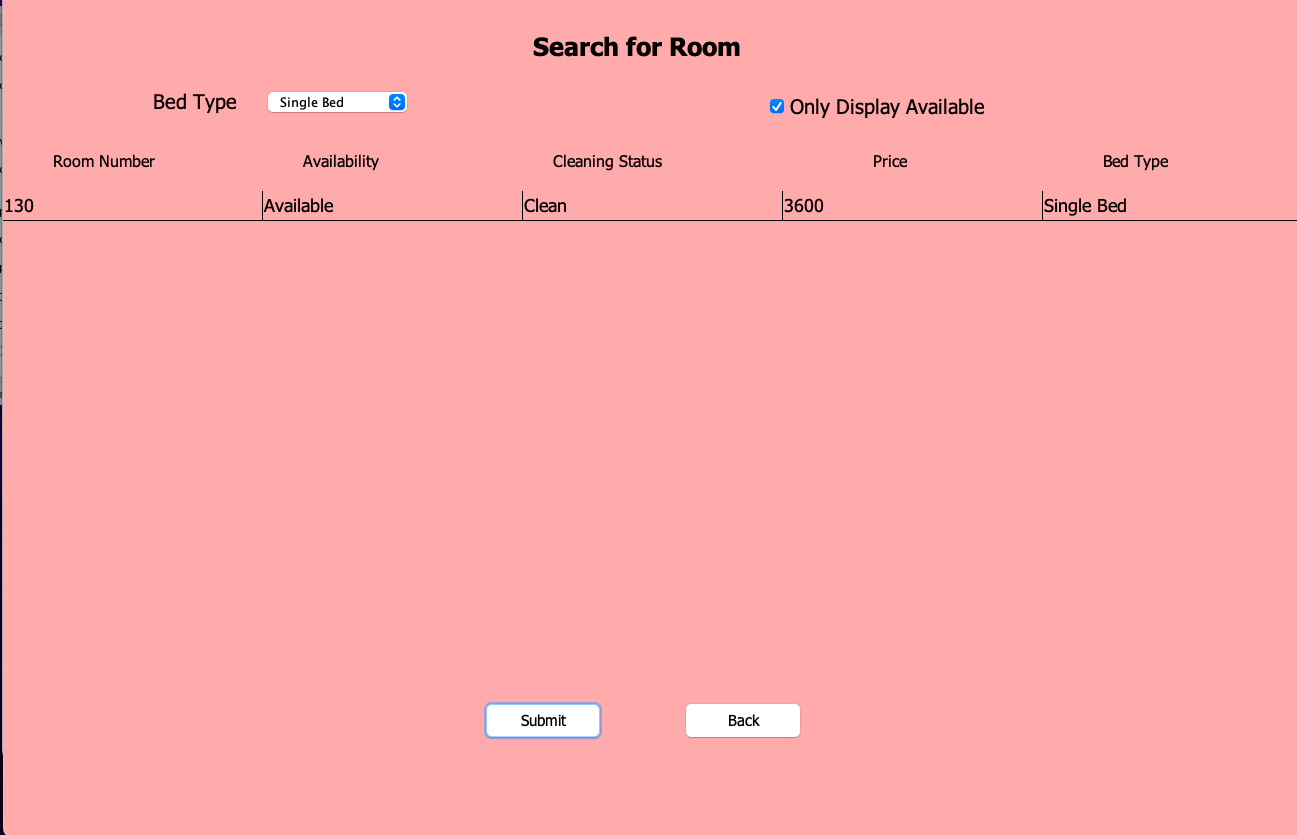 Search for Room
Bed Type Single Bed Only Display Available
Room Number Availability Cleaning Status Price Bed Type
130 Available Clean 3600 Single Bed
Submit Back